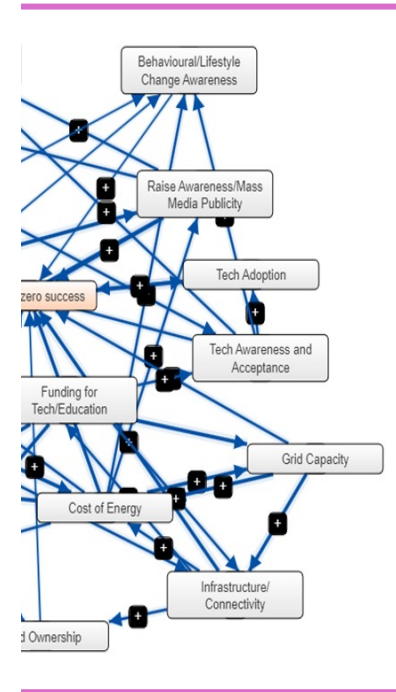 Behavioural/Lifestyle
Change Awareness
+
+
Raise Awareness/Mass
Media Publicity
+
+
+
Tech Adoption
+
zero success
+
+
Tech Awareness and
Acceptance
+
+
Funding for
Tech/Education
+
Grid Capacity
+
+
+
+
Cost of Energy
+
+
Infrastructure/
Connectivity
+
d Ownership